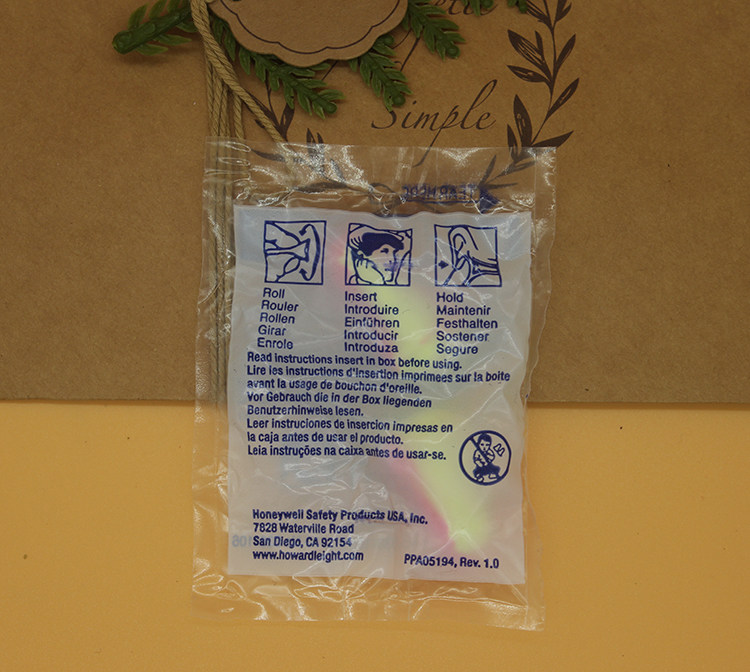 Simple
Roll
Rouler
Rollen
Girar
Enrole
Insert
Introduire
Einführen
Introducir
Introduza
Hold
Maintenir
Festhalten
Sostener
Segure
Read instructions insert in box before using.
Lire les instructions d'insertion imprimees sur la boite
avant la usage de bouchon d'oreille.
Vor Gebrauch die in der Box liegenden
Benutzerhinweise lesen.
Leer instruciones de insercion impresas en
la caja antes de usar el producto.
Leia instruções na caixa antes de usar-se.
Honeywell Safety Products USA, Inc.
7828 Waterville Road
San Diego, CA 92154
www.howardleight.com
PPA05194, Rev. 1.0